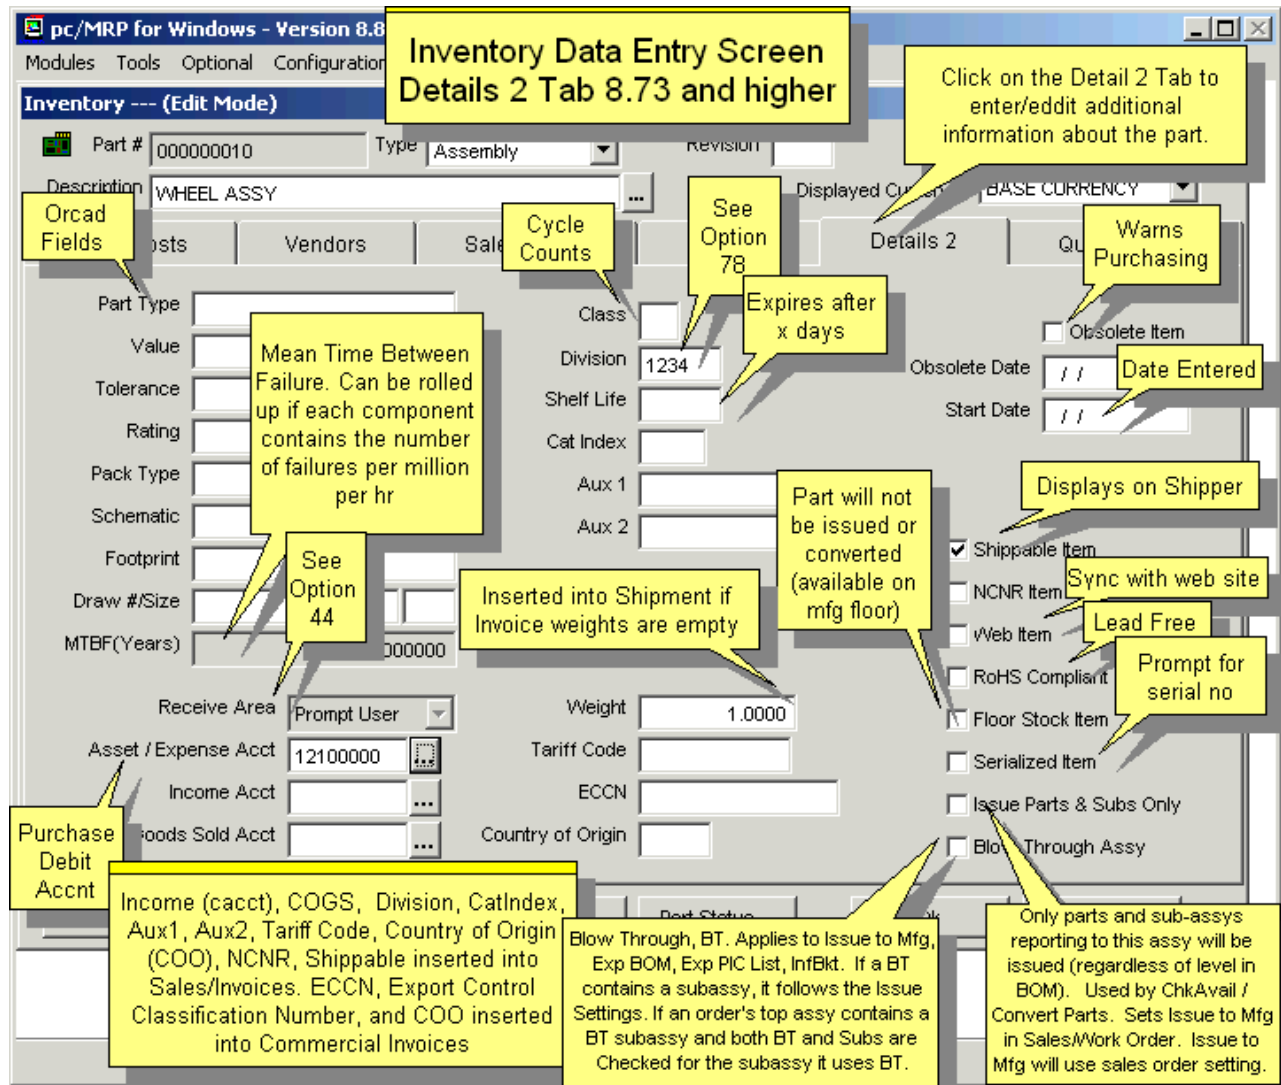 pc/MRP for Windows - Version 8.8
Inventory Data Entry Screen
Details 2 Tab 8.73 and higher
Modules Tools Optional Configuration
Click on the Detail 2 Tab to
enter/eddit additional
information about the part.
Inventory --- (Edit Mode)
Part # 000000010 Type Assembly Revision
Description WHEEL ASSY ... Displayed BASE CURRENCY
Orcad
Fields
Cycle
Counts
See
Option
78
Warns
Purchasing
Vendors Details 2
Expires after
x days
Part Type
Value
Tolerance
Rating
Pack Type
Schematic
Footprint
Draw #/Size
MTBF(Years) 000000
Mean Time Between
Failure. Can be rolled
up if each component
contains the number
of failures per million
per hr
See
Option
44
Class
Division 1234
Shelf Life
Cat Index
Aux 1
Aux 2
Obsolete Item
Obsolete Date / /
Start Date / /
Date Entered
Displays on Shipper
Part will not
be issued or
converted
(available on
mfg floor)
Inserted into Shipment if
Invoice weights are empty
Shippable Item
NCNR Item
Sync with web site
Web Item
Lead Free
RoHS Compliant
Prompt for
serial no
Floor Stock Item
Serialized Item
Issue Parts & Subs Only
Blow Through Assy
Receive Area Prompt User
Asset / Expense Acct 12100000 ...
Income Acct ...
Goods Sold Acct ...
Weight 1.0000
Tariff Code
ECCN
Country of Origin
Purchase
Debit
Accnt
Part Status
Income (cacct), COGS, Division, CatIndex,
Aux1, Aux2, Tariff Code, Country of Origin
(COO), NCNR, Shippable inserted into
Sales/Invoices. ECCN, Export Control
Classification Number, and COO inserted
into Commercial Invoices
Blow Through, BT. Applies to Issue to Mfg,
Exp BOM, Exp PIC List, InfBkt. If a BT
contains a subassy, it follows the Issue
Settings. If an order's top assy contains a
BT subassy and both BT and Subs are
Checked for the subassy it uses BT.
Only parts and sub-assys
reporting to this assy will be
issued (regardless of level in
BOM). Used by ChkAvail /
Convert Parts. Sets Issue to Mfg
in Sales/Work Order. Issue to
Mfg will use sales order setting.